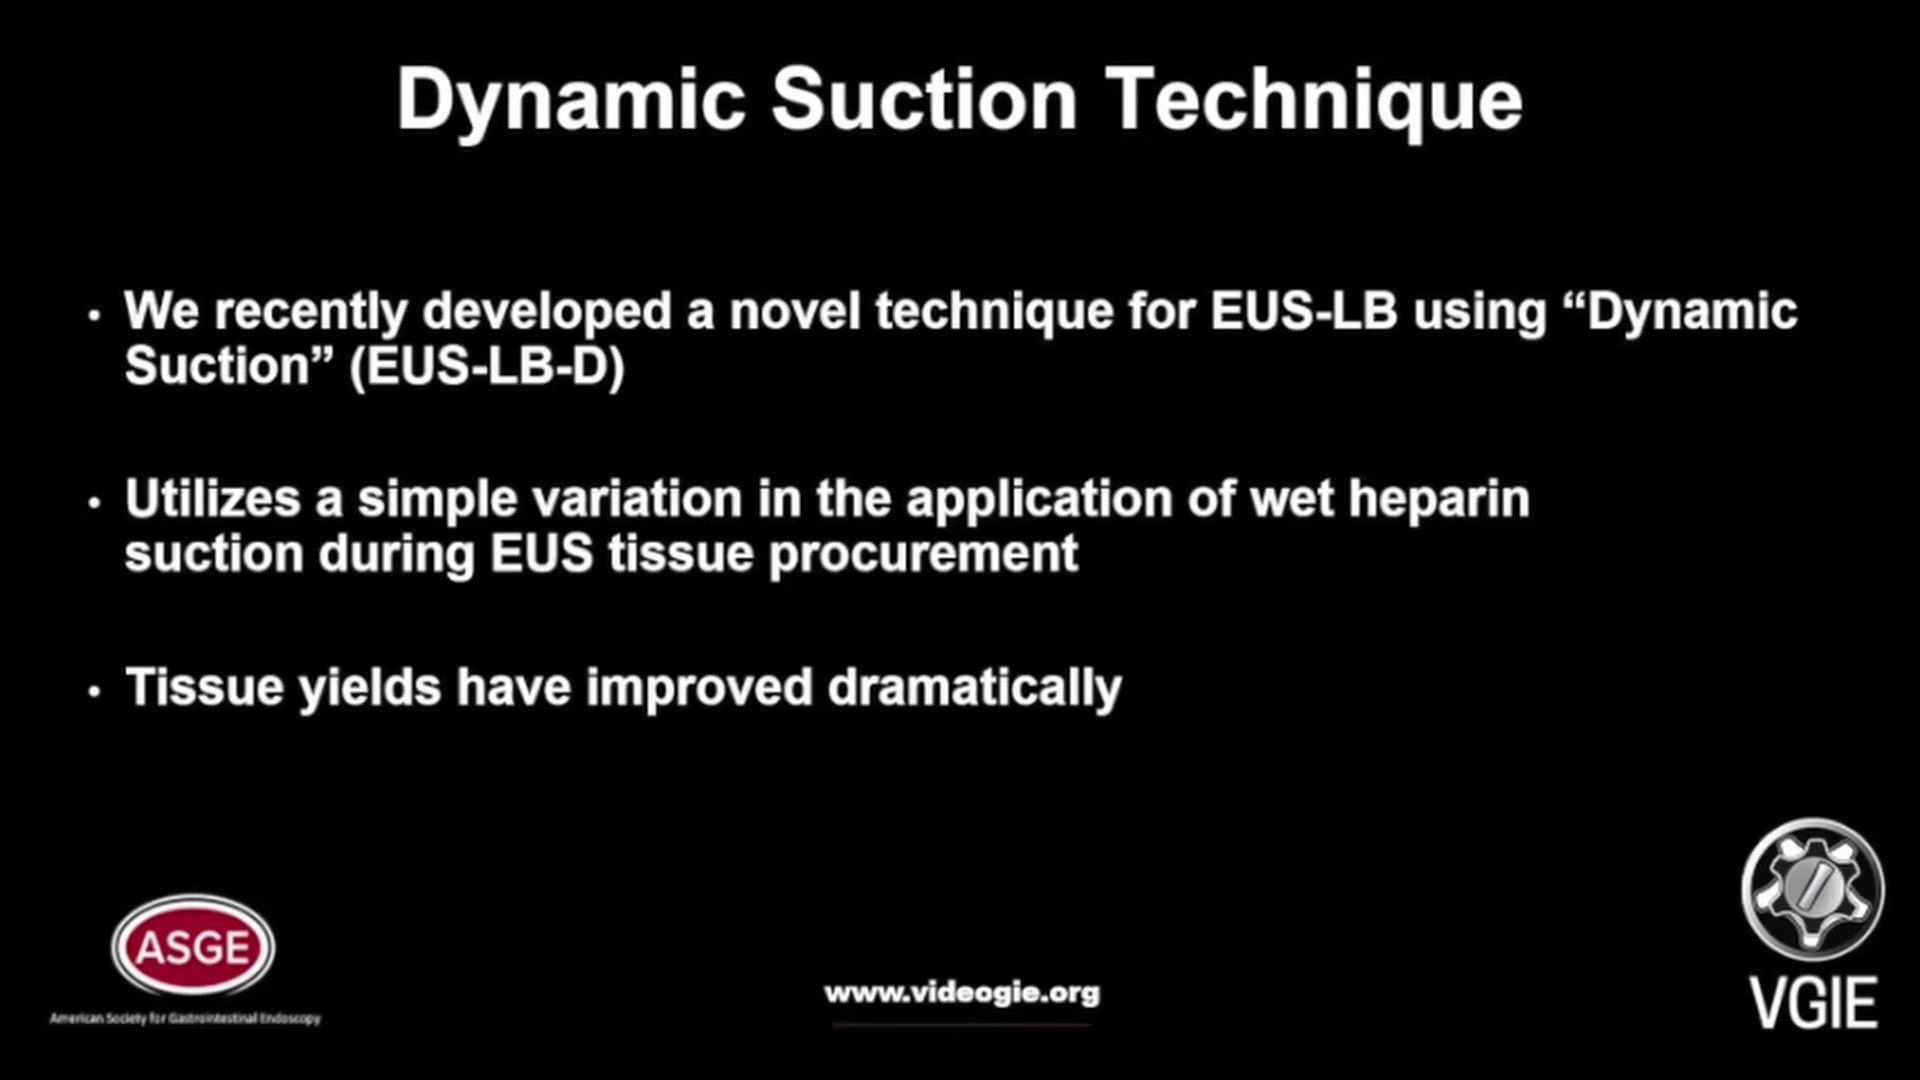 Dynamic Suction Technique
• We recently developed a novel technique for EUS-LB using “Dynamic
Suction” (EUS-LB-D)
• Utilizes a simple variation in the application of wet heparin
suction during EUS tissue procurement
• Tissue yields have improved dramatically
ASGE
American Society for Gastrointestinal Endoscopy
www.videogie.org
VGIE